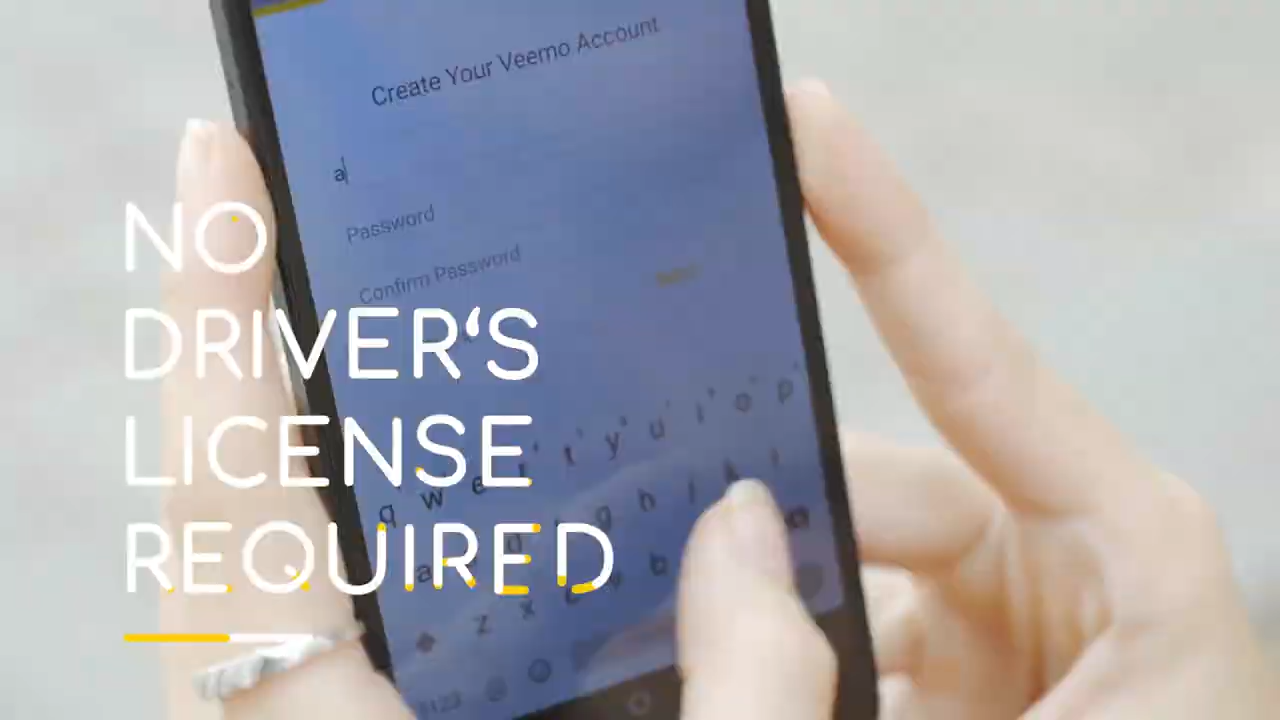 Create Your Veemo Account
a
Password
Confirm Password
NO
DRIVER‘S
LICENSE
REQUIRED
q w e t y u i o p
z x